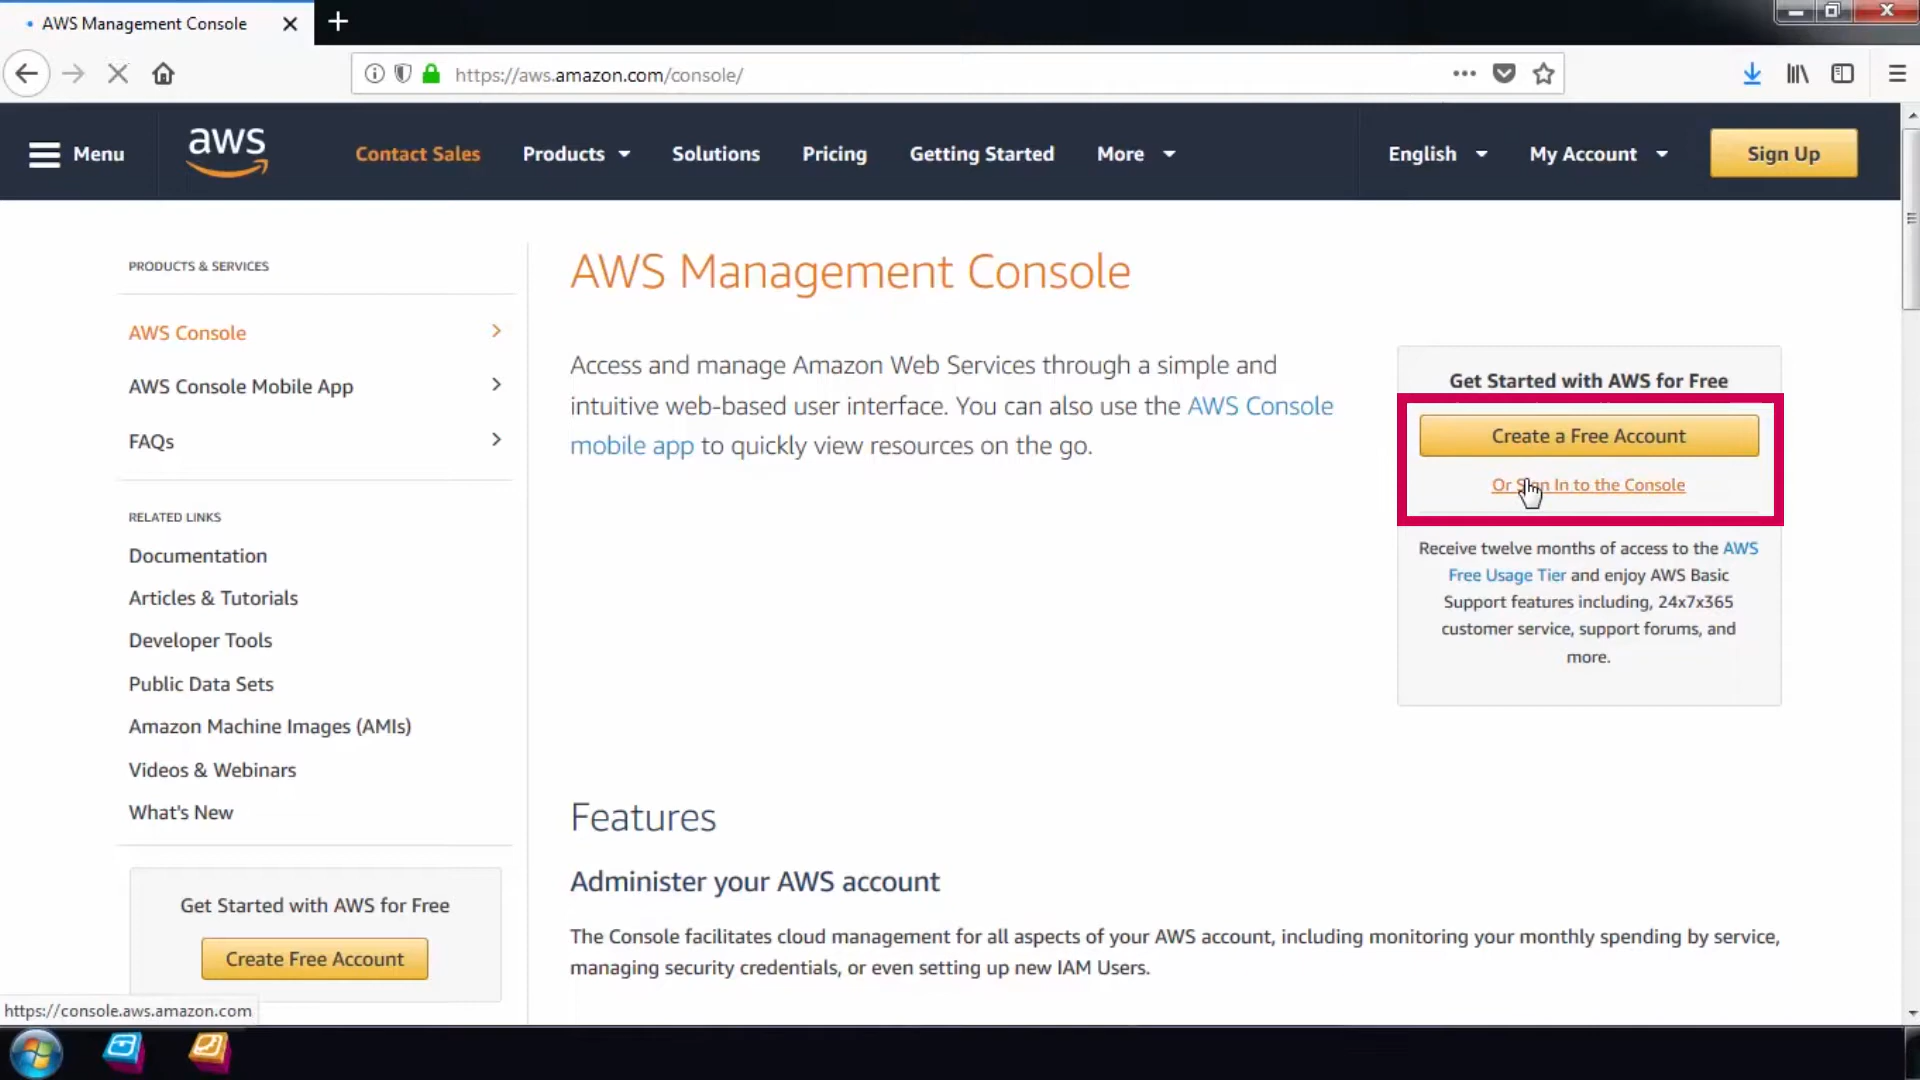 AWS Management Console
https://aws.amazon.com/console/
Menu
aws
Contact Sales
Products
Solutions
Pricing
Getting Started
More
English
My Account
Sign Up
PRODUCTS & SERVICES
AWS Console
AWS Console Mobile App
FAQs
RELATED LINKS
Documentation
Articles & Tutorials
Developer Tools
Public Data Sets
Amazon Machine Images (AMIs)
Videos & Webinars
What's New
Get Started with AWS for Free
Create Free Account
AWS Management Console
Access and manage Amazon Web Services through a simple and
intuitive web-based user interface. You can also use the AWS Console
mobile app to quickly view resources on the go.
Get Started with AWS for Free
Create a Free Account
Or Sign In to the Console
Receive twelve months of access to the AWS
Free Usage Tier and enjoy AWS Basic
Support features including, 24x7x365
customer service, support forums, and
more.
Features
Administer your AWS account
The Console facilitates cloud management for all aspects of your AWS account, including monitoring your monthly spending by service,
managing security credentials, or even setting up new IAM Users.
https://console.aws.amazon.com